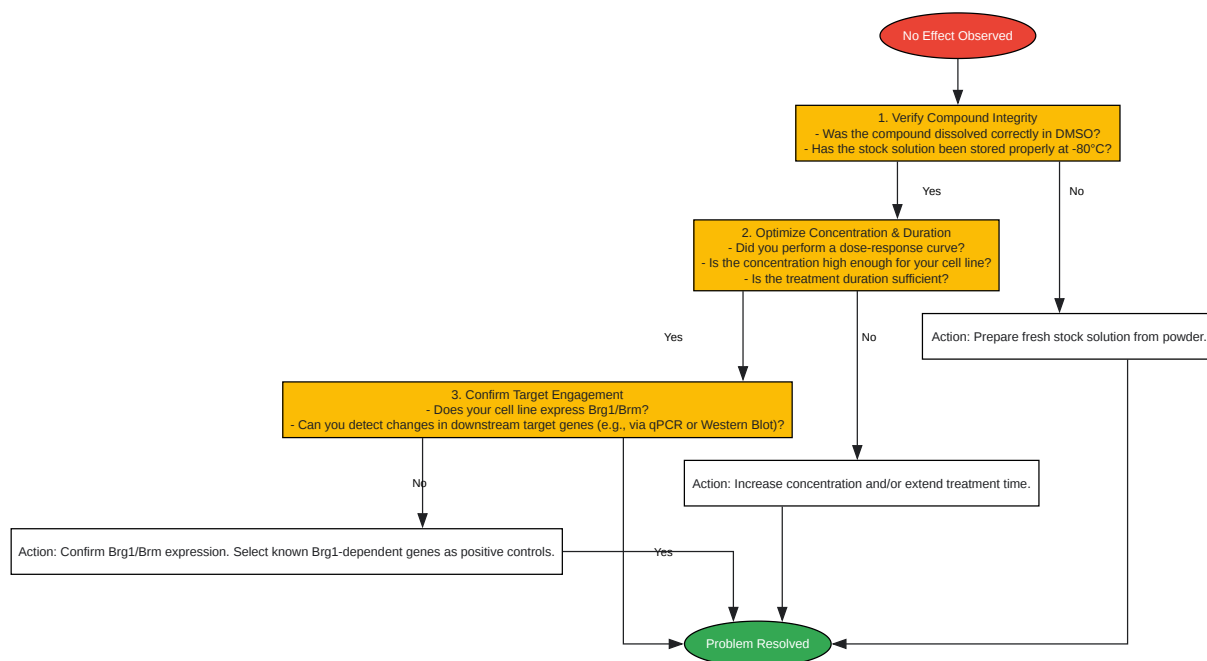 No Effect Observed
1. Verify Compound Integrity
- Was the compound dissolved correctly in DMSO?
- Has the stock solution been stored properly at -80°C?
Yes
No
2. Optimize Concentration & Duration
- Did you perform a dose-response curve?
- Is the concentration high enough for your cell line?
- Is the treatment duration sufficient?
Yes
No
Action: Prepare fresh stock solution from powder.
3. Confirm Target Engagement
- Does your cell line express Brg1/Brm?
- Can you detect changes in downstream target genes (e.g., via qPCR or Western Blot)?
No
Action: Increase concentration and/or extend treatment time.
Action: Confirm Brg1/Brm expression. Select known Brg1-dependent genes as positive controls.
Yes
Problem Resolved